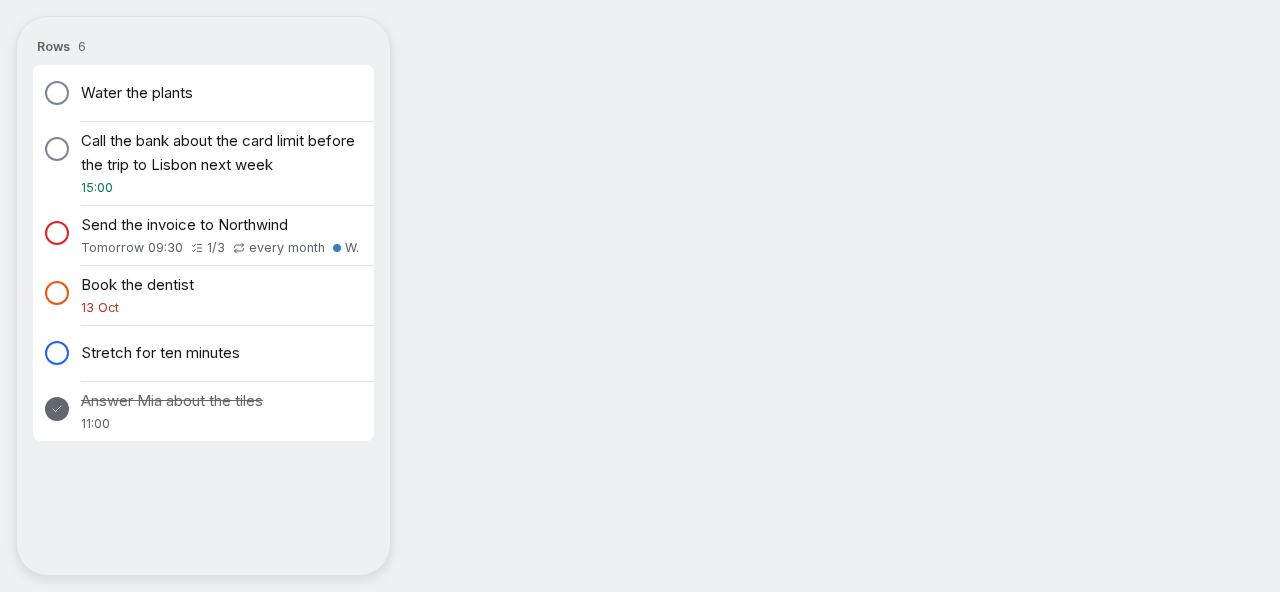 Rows 6
Water the plants
Call the bank about the card limit before
the trip to Lisbon next week
15:00
Send the invoice to Northwind
Tomorrow 09:30 1/3 every month W.
Book the dentist
13 Oct
Stretch for ten minutes
Answer Mia about the tiles
11:00